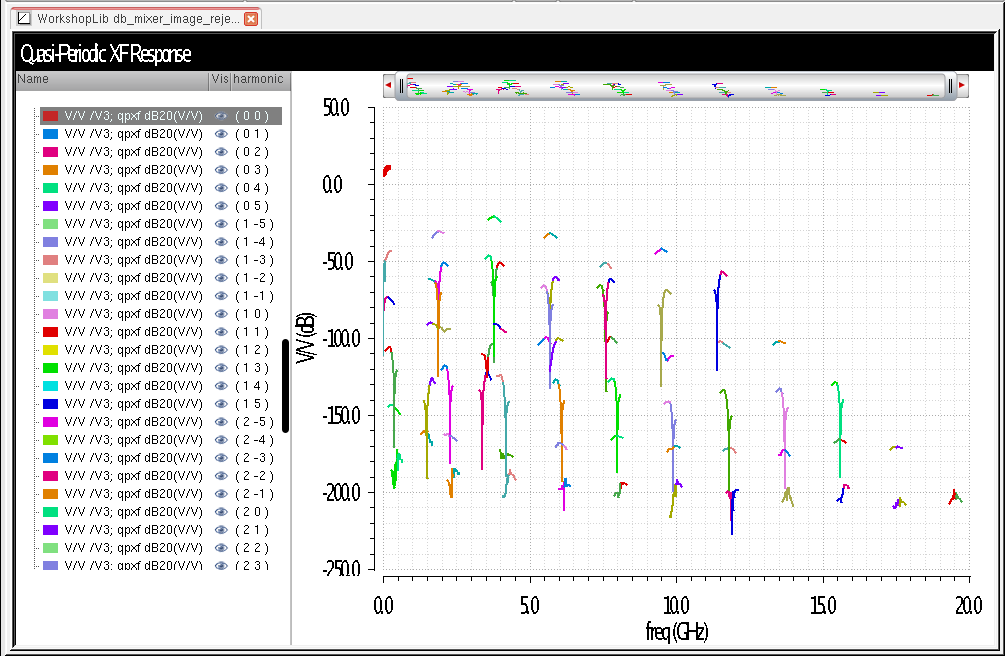 WorkshopLib db_mixer_image_reje...
Quasi-Periodic XF Response
Name Vis harmonic
V/V /V3; qpxf dB20(V/V) ( 0 0 )
V/V /V3; qpxf dB20(V/V) ( 0 1 )
V/V /V3; qpxf dB20(V/V) ( 0 2 )
V/V /V3; qpxf dB20(V/V) ( 0 3 )
V/V /V3; qpxf dB20(V/V) ( 0 4 )
V/V /V3; qpxf dB20(V/V) ( 0 5 )
V/V /V3; qpxf dB20(V/V) ( 1 -5 )
V/V /V3; qpxf dB20(V/V) ( 1 -4 )
V/V /V3; qpxf dB20(V/V) ( 1 -3 )
V/V /V3; qpxf dB20(V/V) ( 1 -2 )
V/V /V3; qpxf dB20(V/V) ( 1 -1 )
V/V /V3; qpxf dB20(V/V) ( 1 0 )
V/V /V3; qpxf dB20(V/V) ( 1 1 )
V/V /V3; qpxf dB20(V/V) ( 1 2 )
V/V /V3; qpxf dB20(V/V) ( 1 3 )
V/V /V3; qpxf dB20(V/V) ( 1 4 )
V/V /V3; qpxf dB20(V/V) ( 1 5 )
V/V /V3; qpxf dB20(V/V) ( 2 -5 )
V/V /V3; qpxf dB20(V/V) ( 2 -4 )
V/V /V3; qpxf dB20(V/V) ( 2 -3 )
V/V /V3; qpxf dB20(V/V) ( 2 -2 )
V/V /V3; qpxf dB20(V/V) ( 2 -1 )
V/V /V3; qpxf dB20(V/V) ( 2 0 )
V/V /V3; qpxf dB20(V/V) ( 2 1 )
V/V /V3; qpxf dB20(V/V) ( 2 2 )
V/V /V3; qpxf dB20(V/V) ( 2 3 )
V/V (dB)
50.0
0.0
-50.0
-100.0
-150.0
-200.0
-250.0
0.0 5.0 10.0 15.0 20.0
freq (GHz)